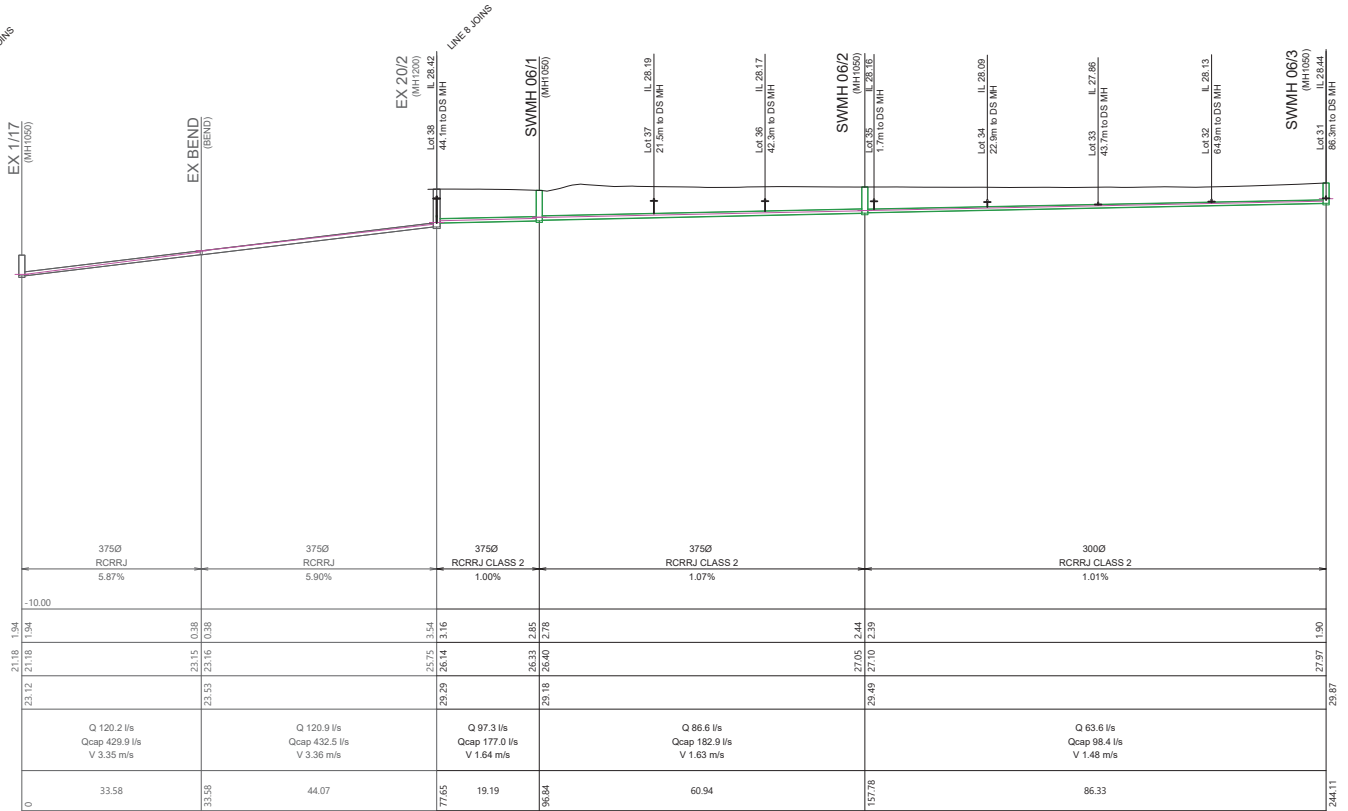 OINS
LINE 8 JOINS
EX 1/17
(MH1050)
EX BEND
(BEND)
EX 20/2
(MH1200)
Lot 38 IL 28.42
44.1m to DS MH
SWMH 06/1
(MH1050)
Lot 37 IL 28.19
21.5m to DS MH
Lot 36 IL 28.17
42.3m to DS MH
SWMH 06/2
(MH1050)
Lot 35 IL 28.16
1.7m to DS MH
Lot 34 IL 28.09
22.9m to DS MH
Lot 33 IL 27.86
43.7m to DS MH
Lot 32 IL 28.13
64.9m to DS MH
SWMH 06/3
(MH1050)
Lot 31 IL 28.44
86.3m to DS MH
375Ø 375Ø 375Ø 375Ø 300Ø
RCRRJ RCRRJ RCRRJ CLASS 2 RCRRJ CLASS 2 RCRRJ CLASS 2
5.87% 5.90% 1.00% 1.07% 1.01%
-10.00
1.94 1.94 0.38 0.38 3.54 3.16 2.85 2.78 2.44 2.39 1.90
21.18 21.18 23.15 23.16 25.75 26.14 26.33 26.40 27.05 27.10 27.97
23.12 23.53 29.29 29.18 29.49 29.87
Q 120.2 l/s Q 120.9 l/s Q 97.3 l/s Q 86.6 l/s Q 63.6 l/s
Qcap 429.9 l/s Qcap 432.5 l/s Qcap 177.0 l/s Qcap 182.9 l/s Qcap 98.4 l/s
V 3.35 m/s V 3.36 m/s V 1.64 m/s V 1.63 m/s V 1.48 m/s
0 33.58 33.58 44.07 77.65 19.19 96.84 60.94 157.78 86.33 244.11